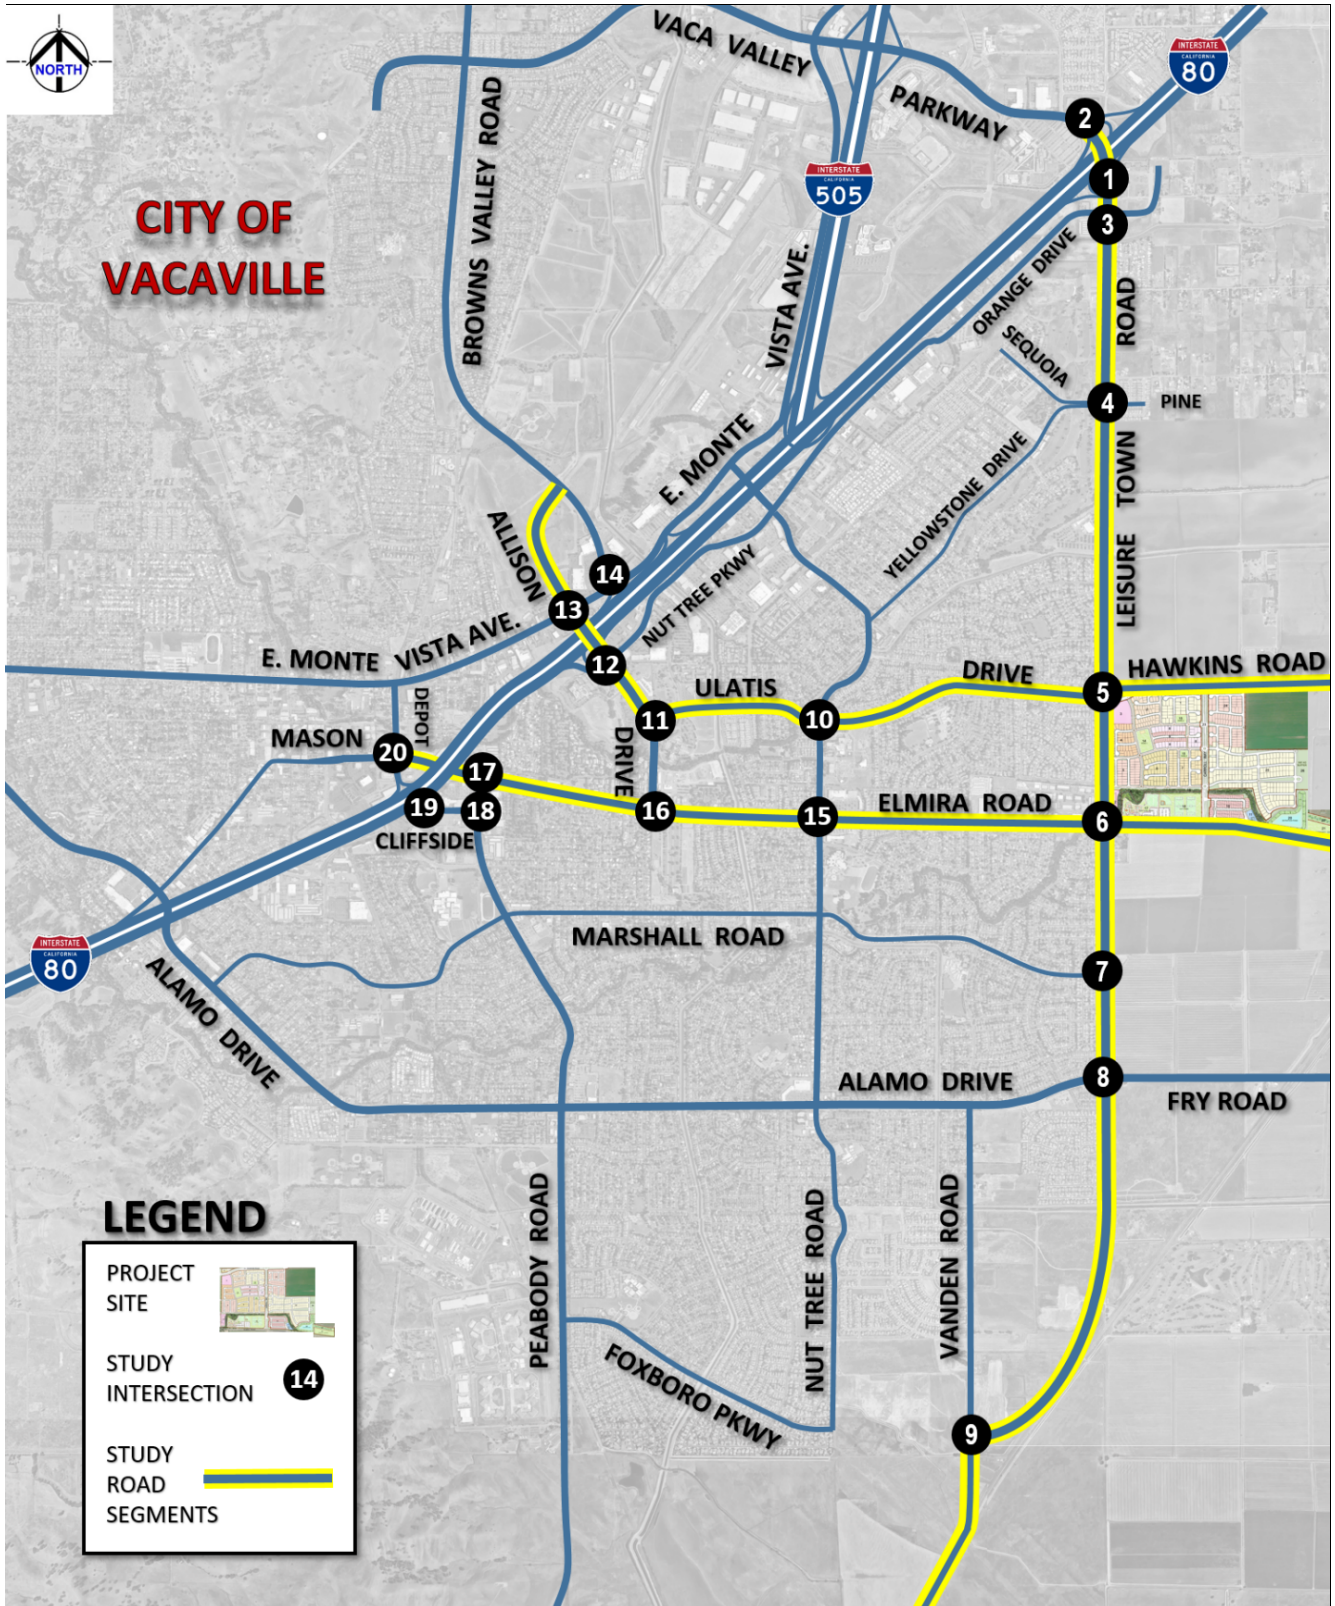 NORTH
VACA VALLEY
PARKWAY
INTERSTATE
CALIFORNIA
80
2
1
3
INTERSTATE
CALIFORNIA
505
CITY OF
VACAVILLE
BROWNS VALLEY ROAD
VISTA AVE.
ORANGE DRIVE
ROAD
SEQUOIA
4
PINE
E. MONTE
TOWN
YELLOWSTONE DRIVE
ALLISON
14
LEISURE
13
NUT TREE PKWY
E. MONTE VISTA AVE.
12
DRIVE
HAWKINS ROAD
5
ULATIS
DEPOT
11
10
MASON
DRIVE
20
17
19
18
16
15
ELMIRA ROAD
6
CLIFFSIDE
MARSHALL ROAD
INTERSTATE
CALIFORNIA
80
7
ALAMO DRIVE
ALAMO DRIVE
8
FRY ROAD
PEABODY ROAD
NUT TREE ROAD
VANDEN ROAD
FOXBORO PKWY
9
LEGEND
PROJECT
SITE
STUDY
INTERSECTION
14
STUDY
ROAD
SEGMENTS